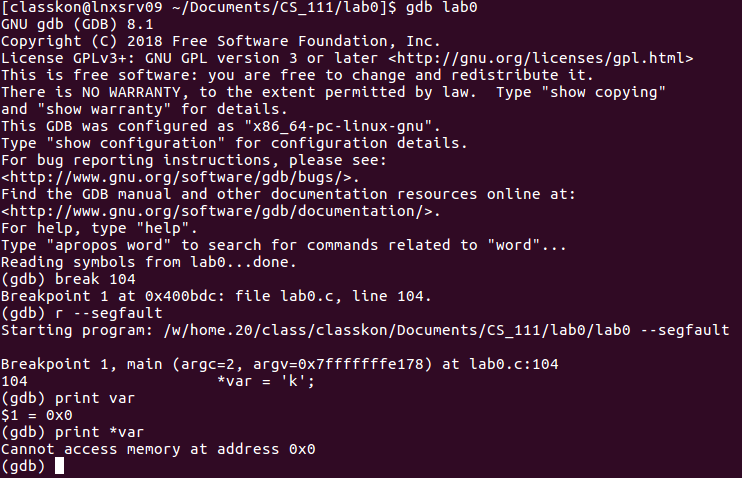 [classkon@lnxsrv09 ~/Documents/CS_111/lab0]$ gdb lab0
GNU gdb (GDB) 8.1
Copyright (C) 2018 Free Software Foundation, Inc.
License GPLv3+: GNU GPL version 3 or later <http://gnu.org/licenses/gpl.html>
This is free software: you are free to change and redistribute it.
There is NO WARRANTY, to the extent permitted by law.  Type "show copying"
and "show warranty" for details.
This GDB was configured as "x86_64-pc-linux-gnu".
Type "show configuration" for configuration details.
For bug reporting instructions, please see:
<http://www.gnu.org/software/gdb/bugs/>.
Find the GDB manual and other documentation resources online at:
<http://www.gnu.org/software/gdb/documentation/>.
For help, type "help".
Type "apropos word" to search for commands related to "word"...
Reading symbols from lab0...done.
(gdb) break 104
Breakpoint 1 at 0x400bdc: file lab0.c, line 104.
(gdb) r --segfault
Starting program: /w/home.20/class/classkon/Documents/CS_111/lab0/lab0 --segfault
Breakpoint 1, main (argc=2, argv=0x7fffffffe178) at lab0.c:104
104                     *var = 'k';
(gdb) print var
$1 = 0x0
(gdb) print *var
Cannot access memory at address 0x0
(gdb)